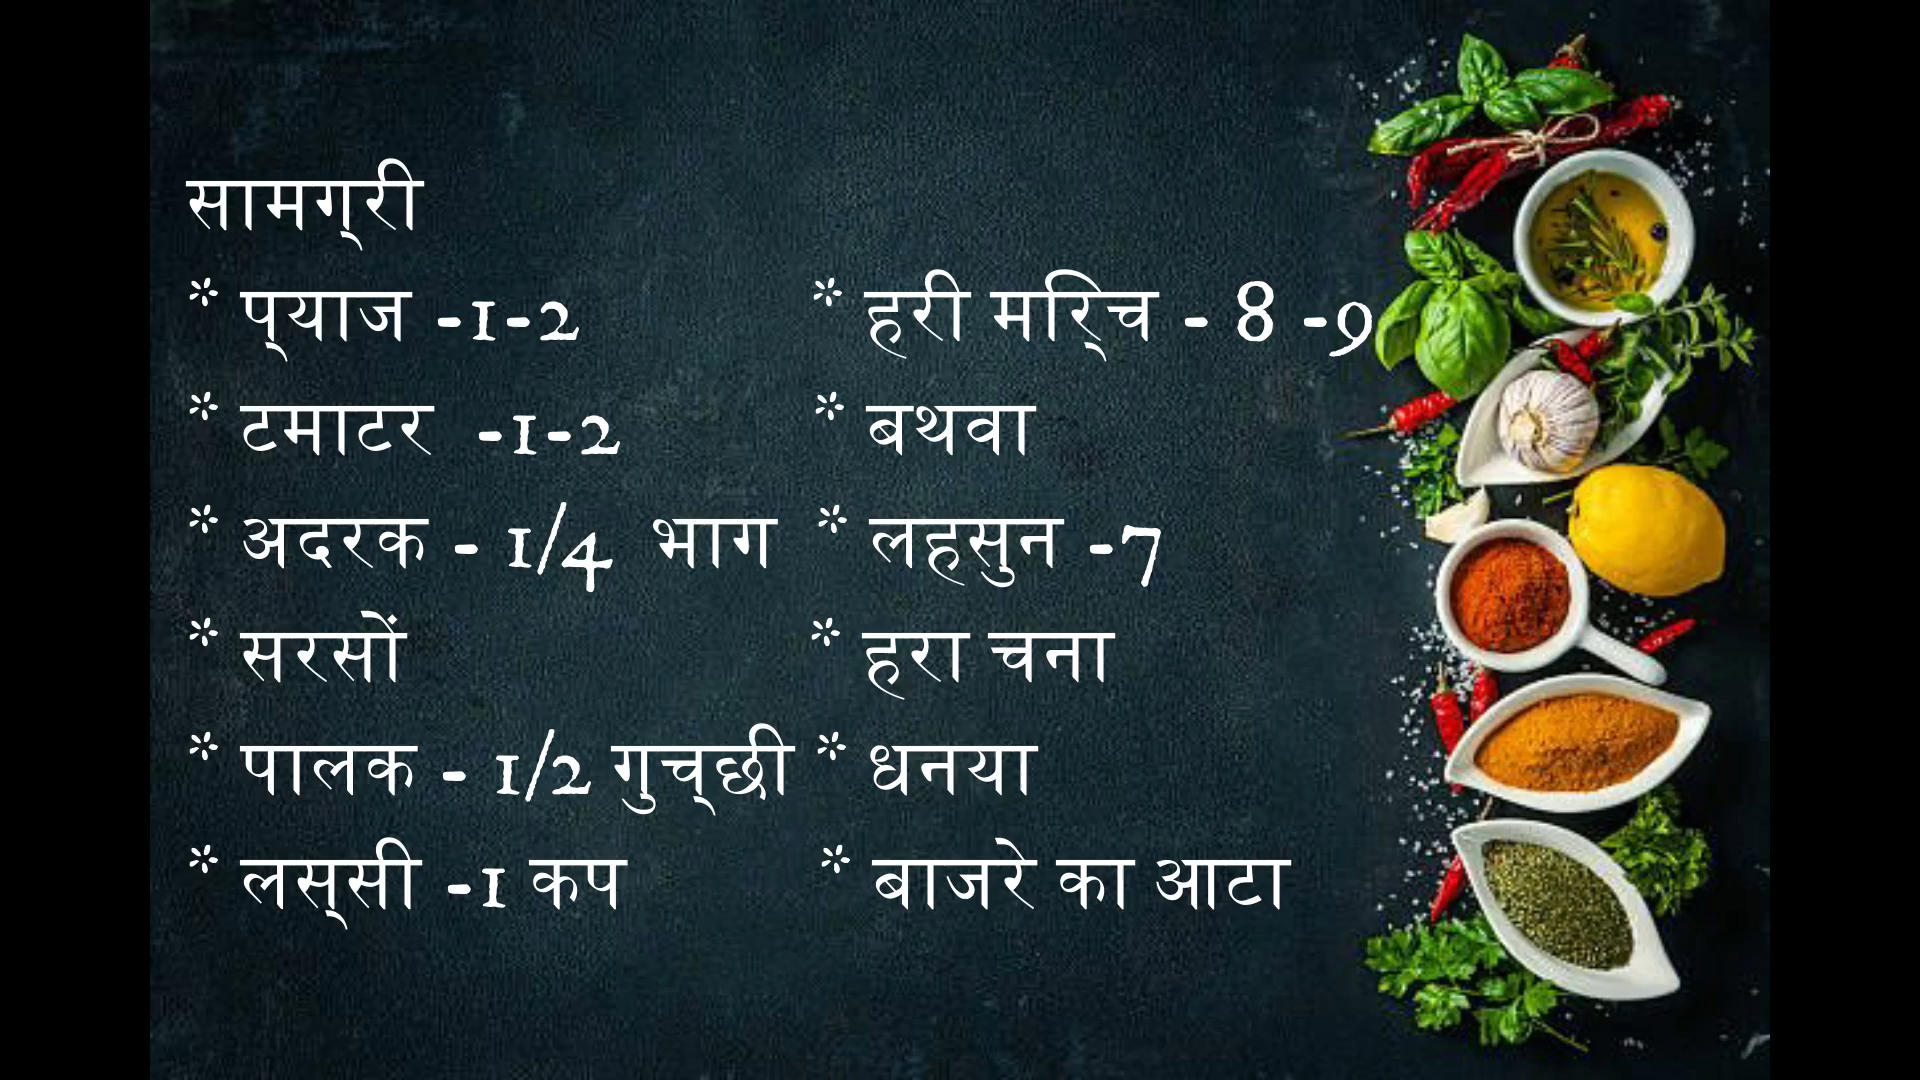 सामग्री
* प्याज -1-2
* टमाटर -1-2
* अदरक - 1/4 भाग
* सरसों
* पालक - 1/2 गुच्छी
* लस्सी -1 कप
* हरी मिर्च - 8 -9
* बथवा
* लहसुन -7
* हरा चना
* धनया
* बाजरे का आटा